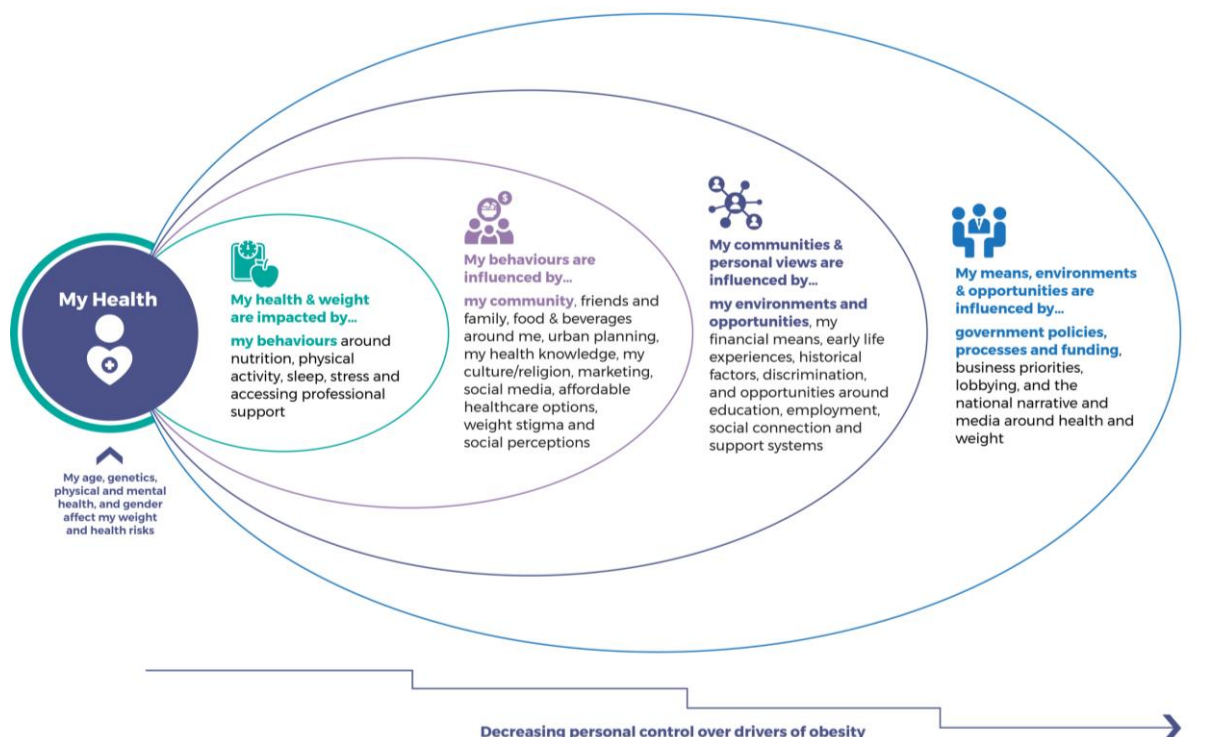 My Health
My age, genetics,
physical and mental
health, and gender
affect my weight
and health risks
My health & weight
are impacted by...
my behaviours around
nutrition, physical
activity, sleep, stress and
accessing professional
support
My behaviours are
influenced by...
my community, friends and
family, food & beverages
around me, urban planning,
my health knowledge, my
culture/religion, marketing,
social media, affordable
healthcare options,
weight stigma and
social perceptions
$
My communities &
personal views are
influenced by...
my environments and
opportunities, my
financial means, early life
experiences, historical
factors, discrimination,
and opportunities around
education, employment,
social connection and
support systems
My means, environments
& opportunities are
influenced by...
government policies,
processes and funding,
business priorities,
lobbying, and the
national narrative and
media around health and
weight
Decreasing personal control over drivers of obesity